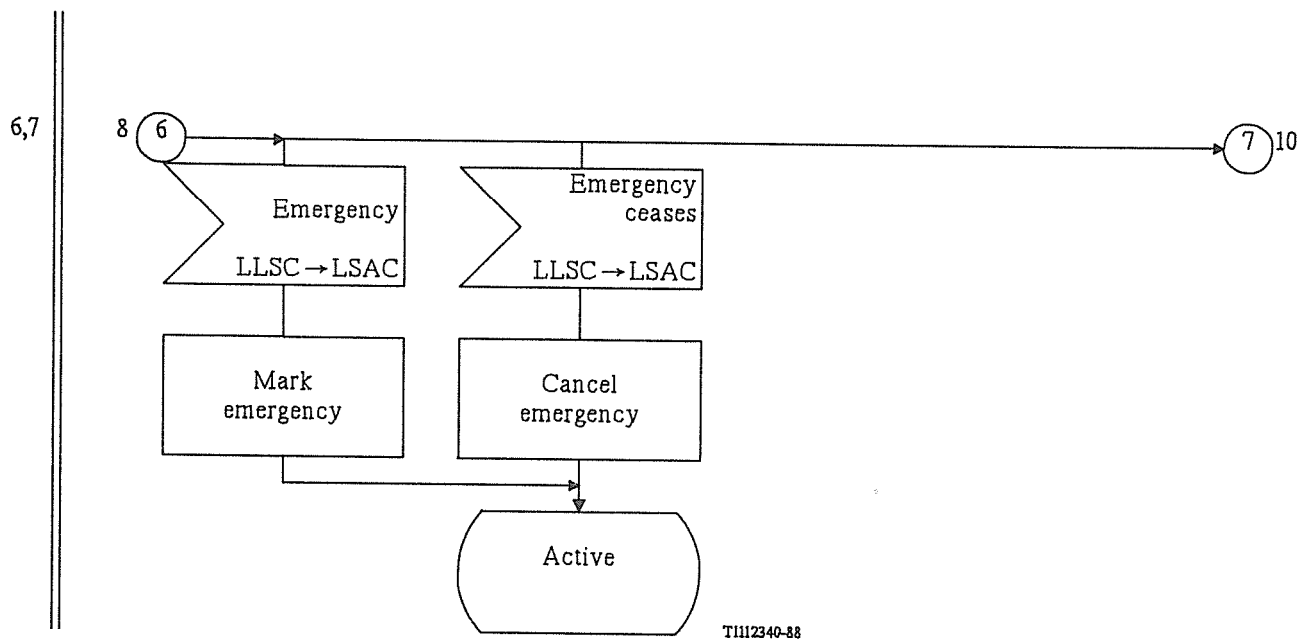 6,7
8
6
7
10
Emergency
LLSC→LSAC
Emergency
ceases
LLSC→LSAC
Mark
emergency
Cancel
emergency
Active
T1112340-88